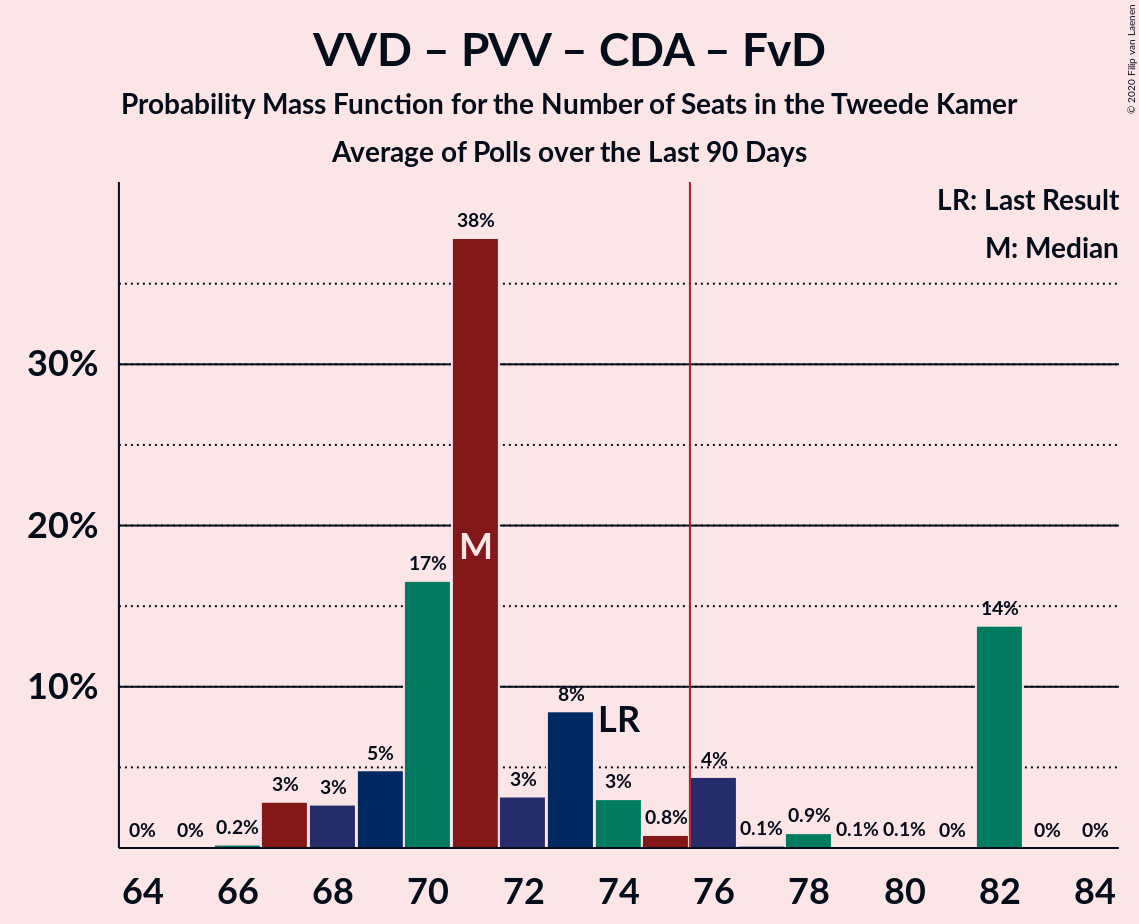 VVD – PVV – CDA – FvD
Probability Mass Function for the Number of Seats in the Tweede Kamer
Average of Polls over the Last 90 Days
© 2020 Filip van Laenen
LR: Last Result
M: Median
30%
20%
10%
0%
0%
0.2%
3%
3%
5%
17%
38%
M
3%
8%
LR
3%
0.8%
4%
0.1%
0.9%
0.1%
0.1%
0%
14%
0%
0%
64 66 68 70 72 74 76 78 80 82 84